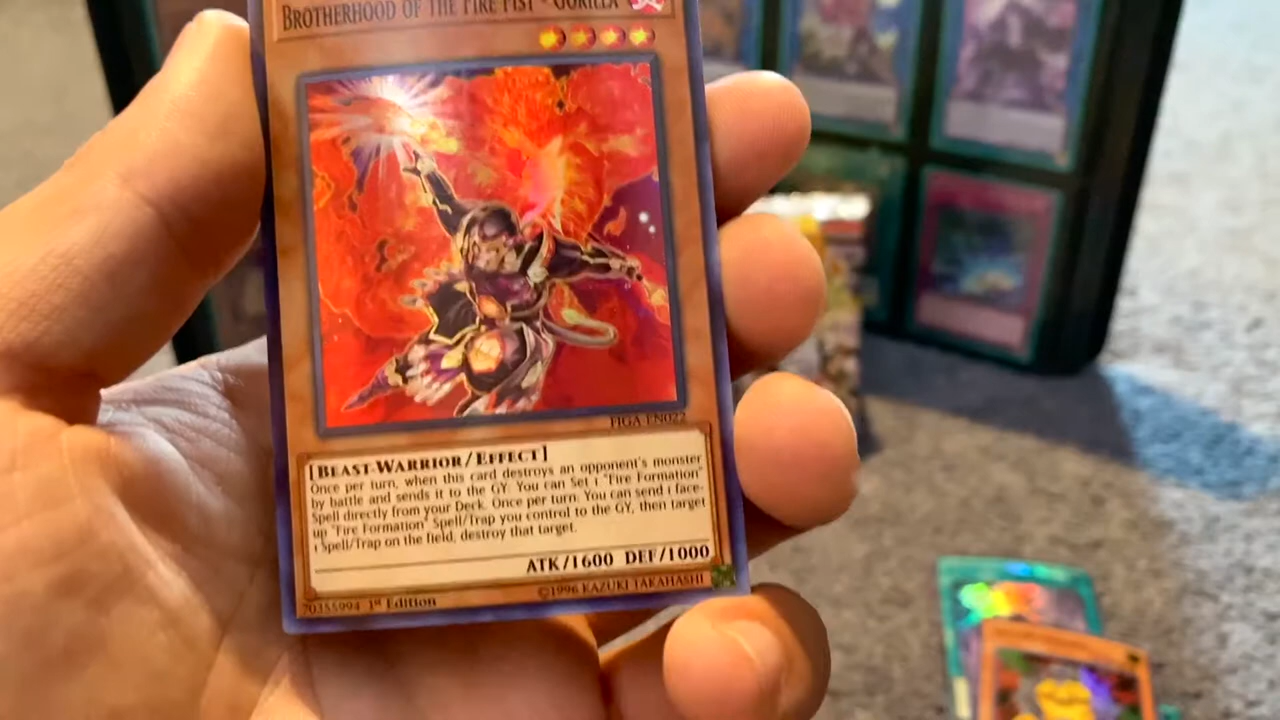 BROTHERHOOD OF THE FIRE FIST - GORILLA
FIGA-EN022
[BEAST-WARRIOR/EFFECT]
Once per turn, when this card destroys an opponent's monster
by battle and sends it to the GY: You can Set 1 "Fire Formation"
Spell directly from your Deck. Once per turn: You can send 1 face-
up "Fire Formation" Spell/Trap you control to the GY, then target
1 Spell/Trap on the field; destroy that target.
ATK/1600 DEF/1000
70355994 1st Edition
©1996 KAZUKI TAKAHASHI